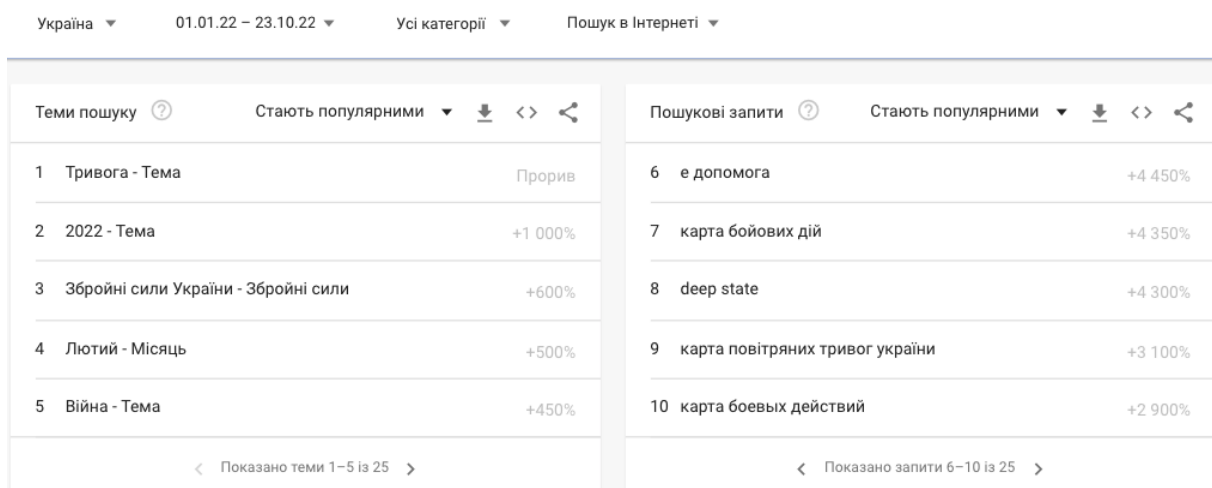 Україна 01.01.22 – 23.10.22 Усі категорії Пошук в Інтернеті
Теми пошуку Стають популярними
1 Тривога - Тема Прорив
2 2022 - Тема +1 000%
3 Збройні сили України - Збройні сили +600%
4 Лютий - Місяць +500%
5 Війна - Тема +450%
Показано теми 1–5 із 25
Пошукові запити Стають популярними
6 е допомога +4 450%
7 карта бойових дій +4 350%
8 deep state +4 300%
9 карта повітряних тривог україни +3 100%
10 карта боевых действий +2 900%
Показано запити 6–10 із 25